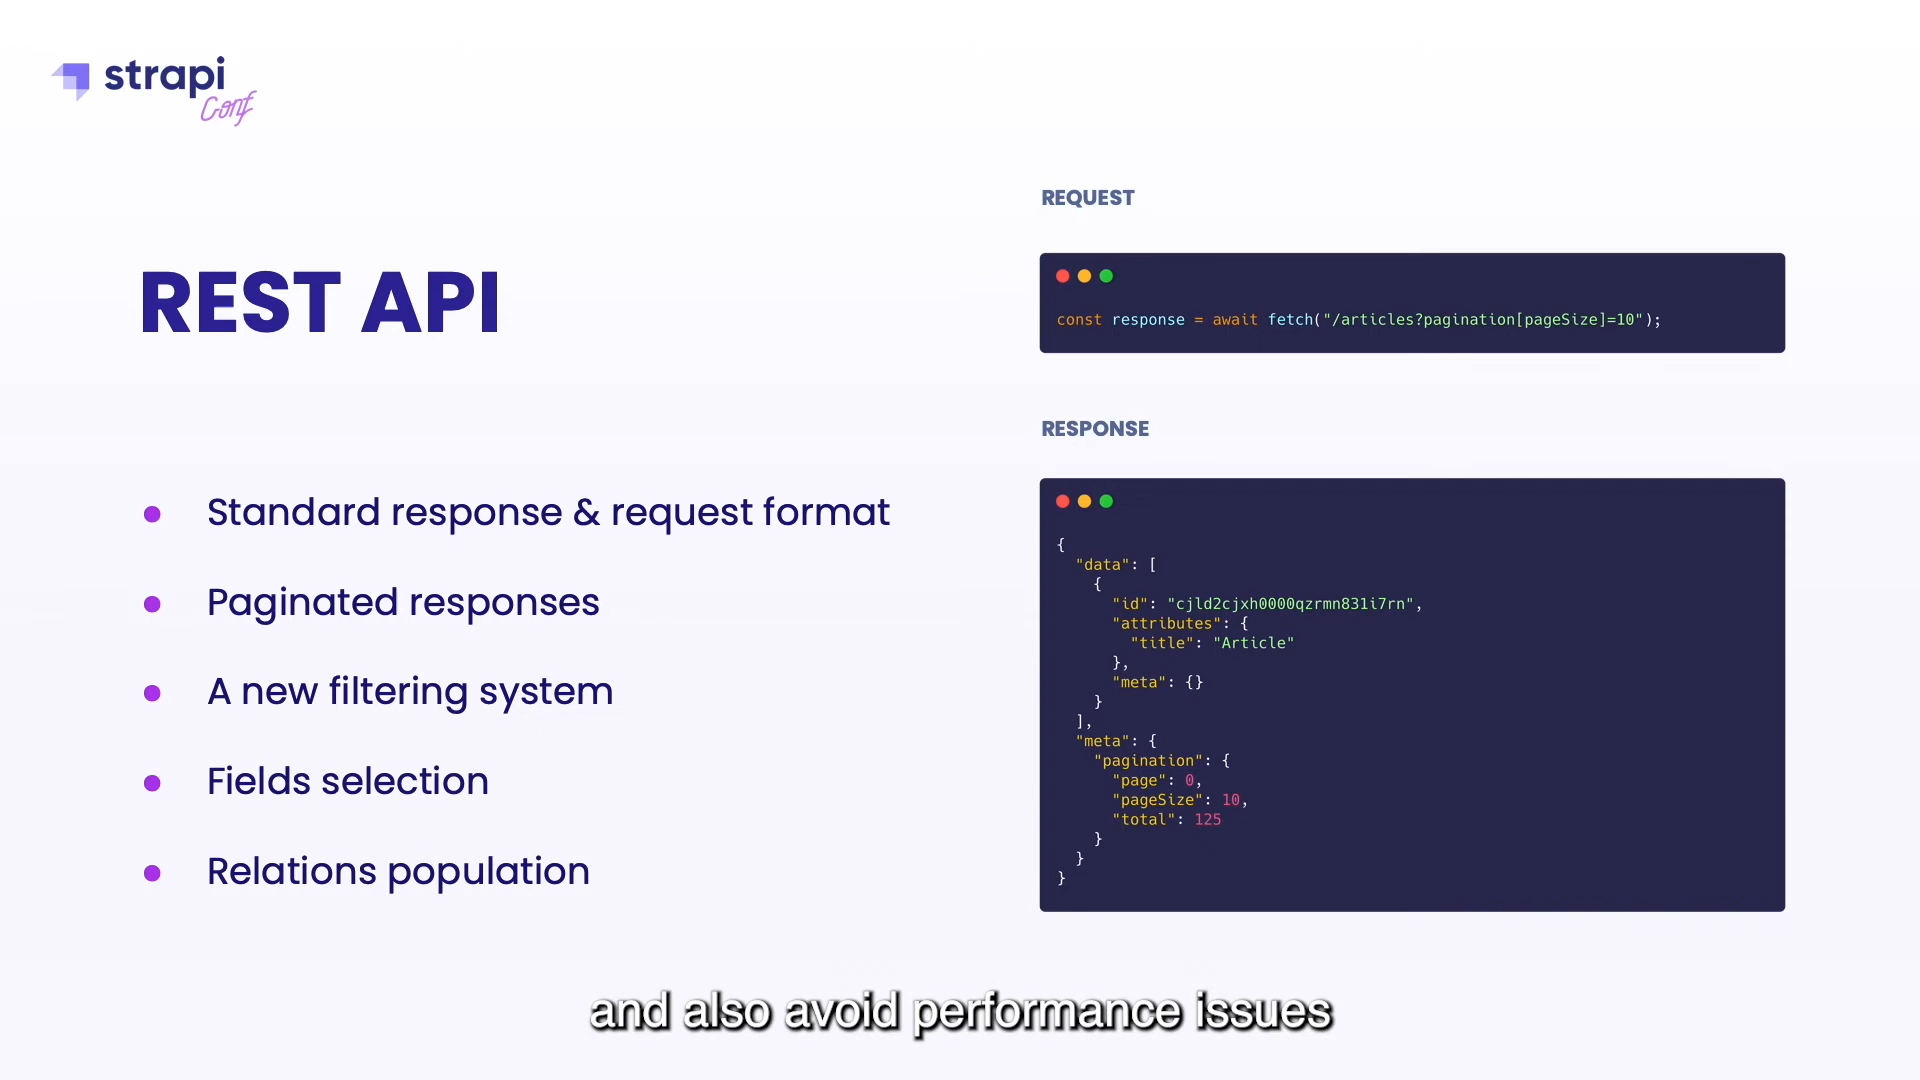 strapi
Conf
REST API
Standard response & request format
Paginated responses
A new filtering system
Fields selection
Relations population
REQUEST
const response = await fetch("/articles?pagination[pageSize]=10");
RESPONSE
{
  "data": [
    {
      "id": "cjld2cjxh0000qzrmn831i7rn",
      "attributes": {
        "title": "Article"
      },
      "meta": {}
    }
  ],
  "meta": {
    "pagination": {
      "page": 0,
      "pageSize": 10,
      "total": 125
    }
  }
}
and also avoid performance issues